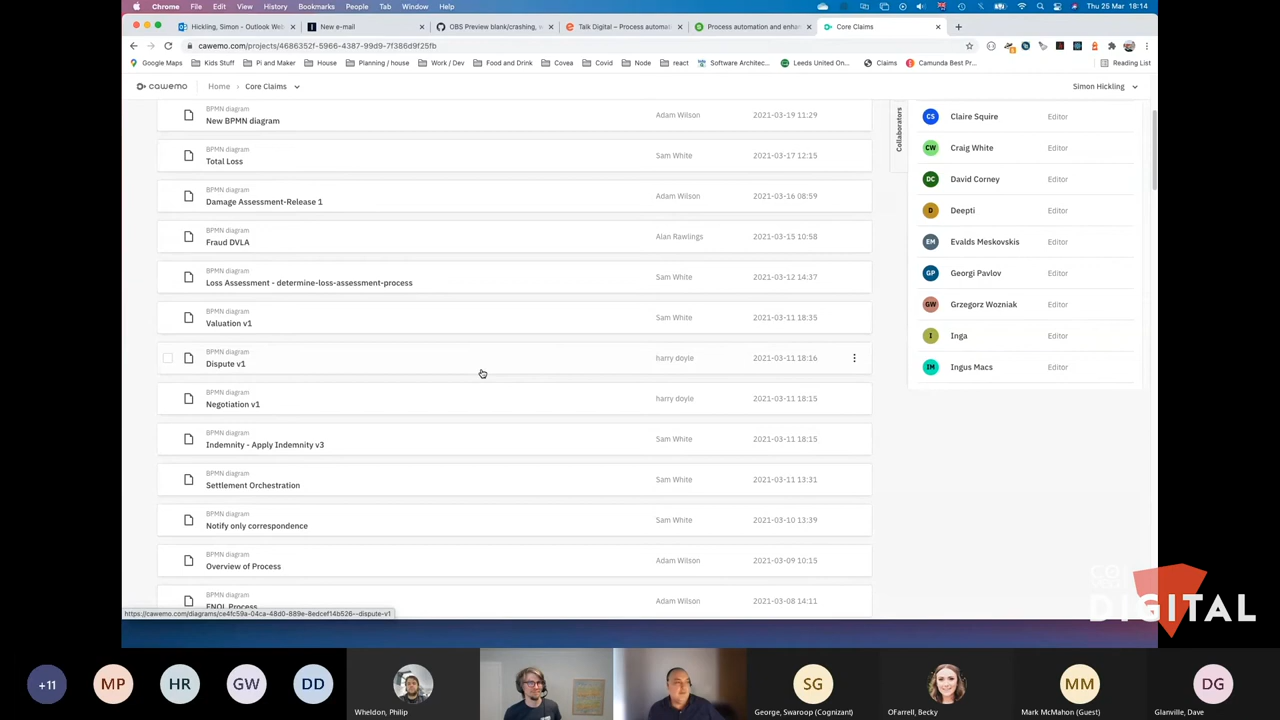 Chrome File Edit View History Bookmarks People Tab Window Help
Thu 25 Mar 18:14
Hickling, Simon - Outlook Web
New e-mail
OBS Preview blank/crashing, v
Talk Digital – Process automat
Process automation and enhan
Core Claims
cawemo.com/projects/4686352f-5966-4387-99d9-7f386d9f25fb
Google Maps Kids Stuff Pi and Maker House Planning / house Work / Dev Food and Drink Covea Covid Node react Software Architec... Leeds United On... Claims Camunda Best Pr... Reading List
cawemo Home Core Claims Simon Hickling
BPMN diagram
New BPMN diagram Adam Wilson 2021-03-19 11:29
BPMN diagram
Total Loss Sam White 2021-03-17 12:15
BPMN diagram
Damage Assessment-Release 1 Adam Wilson 2021-03-16 08:59
BPMN diagram
Fraud DVLA Alan Rawlings 2021-03-15 10:58
BPMN diagram
Loss Assessment - determine-loss-assessment-process Sam White 2021-03-12 14:37
BPMN diagram
Valuation v1 Sam White 2021-03-11 18:35
BPMN diagram
Dispute v1 harry doyle 2021-03-11 18:16
BPMN diagram
Negotiation v1 harry doyle 2021-03-11 18:15
BPMN diagram
Indemnity - Apply Indemnity v3 Sam White 2021-03-11 18:15
BPMN diagram
Settlement Orchestration Sam White 2021-03-10 13:31
BPMN diagram
Notify only correspondence Sam White 2021-03-10 13:39
BPMN diagram
Overview of Process Adam Wilson 2021-03-09 10:15
BPMN diagram
FNOL Process Adam Wilson 2021-03-08 14:11
https://cawemo.com/diagrams/ce4fc59a-04ca-48d0-889e-8edcef14b526--dispute-v1
Collaborators
CS Claire Squire Editor
CW Craig White Editor
DC David Corney Editor
D Deepti Editor
EM Evalds Meskovskis Editor
GP Georgi Pavlov Editor
GW Grzegorz Wozniak Editor
I Inga Editor
IM Ingus Macs Editor
DIGITAL
+11
MP
HR
GW
DD
Wheldon, Philip
SG
George, Swaroop (Cognizant)
OFarrell, Becky
MM
Mark McMahon (Guest)
DG
Glanville, Dave